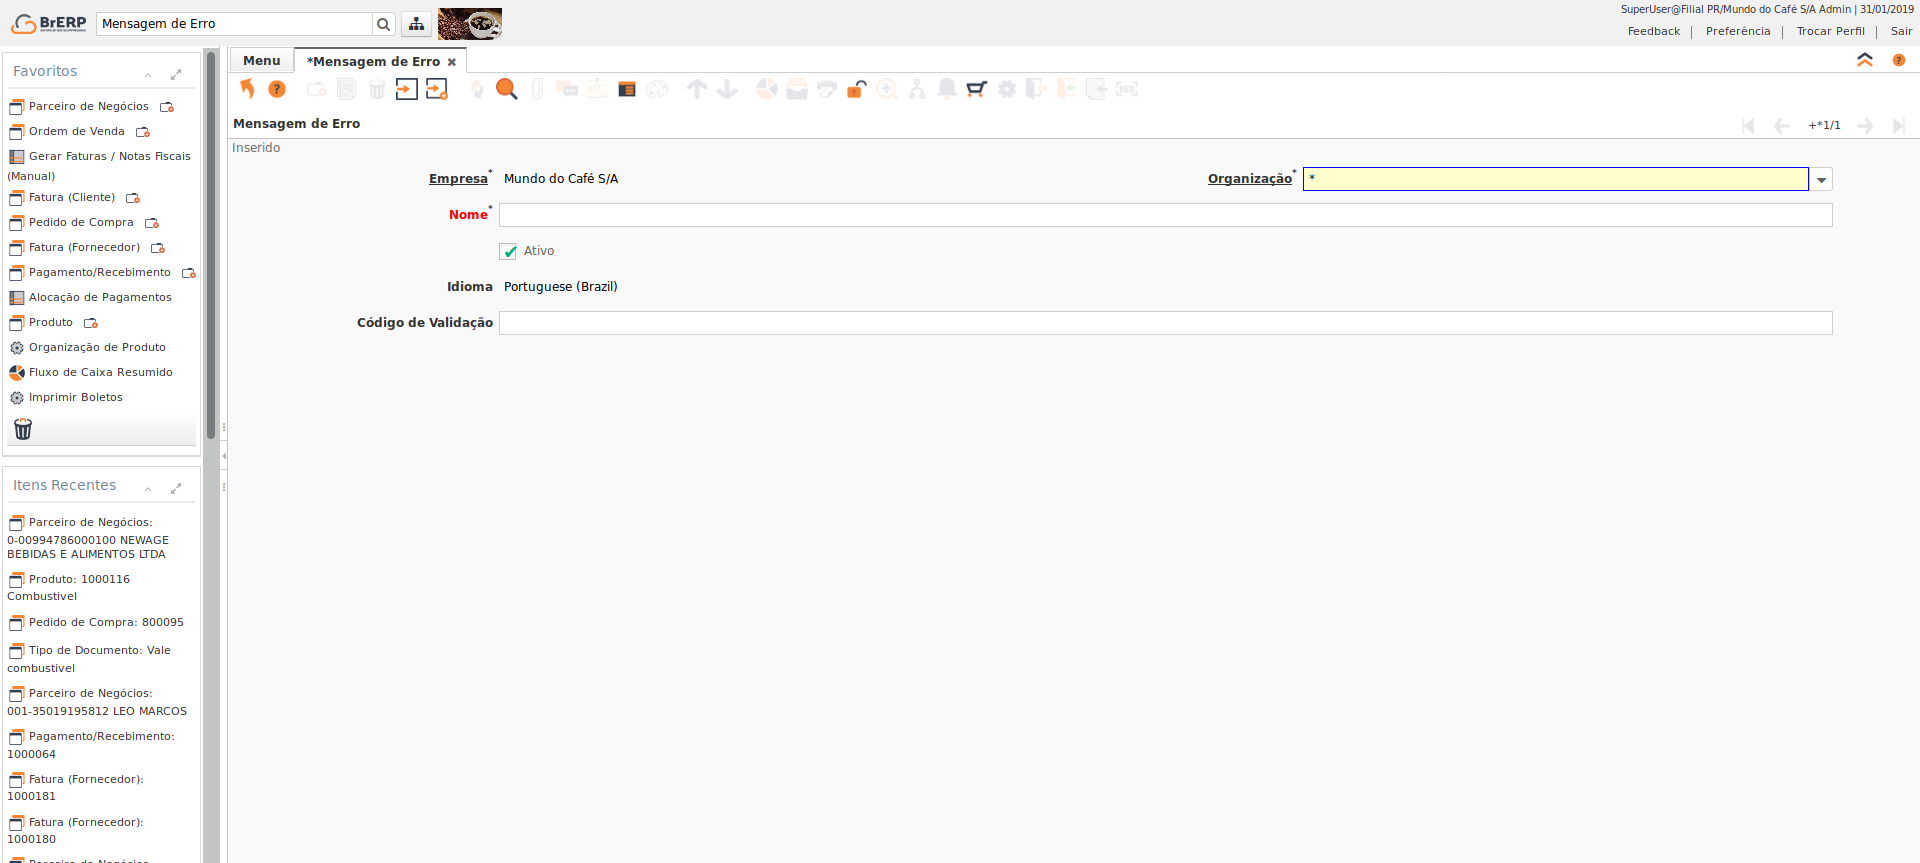 BrERP
Mensagem de Erro
SuperUser@Filial PR/Mundo do Café S/A Admin | 31/01/2019
Feedback | Preferência | Trocar Perfil | Sair
Favoritos
Parceiro de Negócios
Ordem de Venda
Gerar Faturas / Notas Fiscais
(Manual)
Fatura (Cliente)
Pedido de Compra
Fatura (Fornecedor)
Pagamento/Recebimento
Alocação de Pagamentos
Produto
Organização de Produto
Fluxo de Caixa Resumido
Imprimir Boletos
Itens Recentes
Parceiro de Negócios:
0-00994786000100 NEWAGE
BEBIDAS E ALIMENTOS LTDA
Produto: 1000116
Combustivel
Pedido de Compra: 800095
Tipo de Documento: Vale
combustivel
Parceiro de Negócios:
001-35019195812 LEO MARCOS
Pagamento/Recebimento:
1000064
Fatura (Fornecedor):
1000181
Fatura (Fornecedor):
1000180
Parceiro de Negócios
Menu
*Mensagem de Erro
Mensagem de Erro
+*1/1
Inserido
Empresa* Mundo do Café S/A
Organização* *
Nome*
Ativo
Idioma Portuguese (Brazil)
Código de Validação